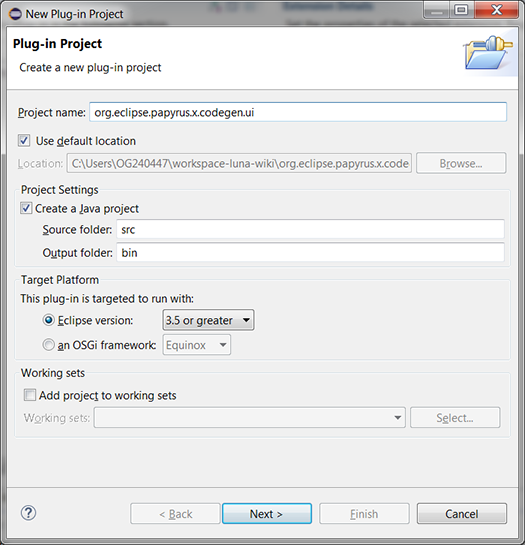 New Plug-in Project
Extension Details
Plug-in Project
Create a new plug-in project
Project name: org.eclipse.papyrus.x.codegen.ui
Use default location
Location: C:\Users\OG240447\workspace-luna-wiki\org.eclipse.papyrus.x.code Browse...
Project Settings
Create a Java project
Source folder: src
Output folder: bin
Target Platform
This plug-in is targeted to run with:
Eclipse version: 3.5 or greater
an OSGi framework: Equinox
Working sets
Add project to working sets
Working sets: Select...
? < Back Next > Finish Cancel